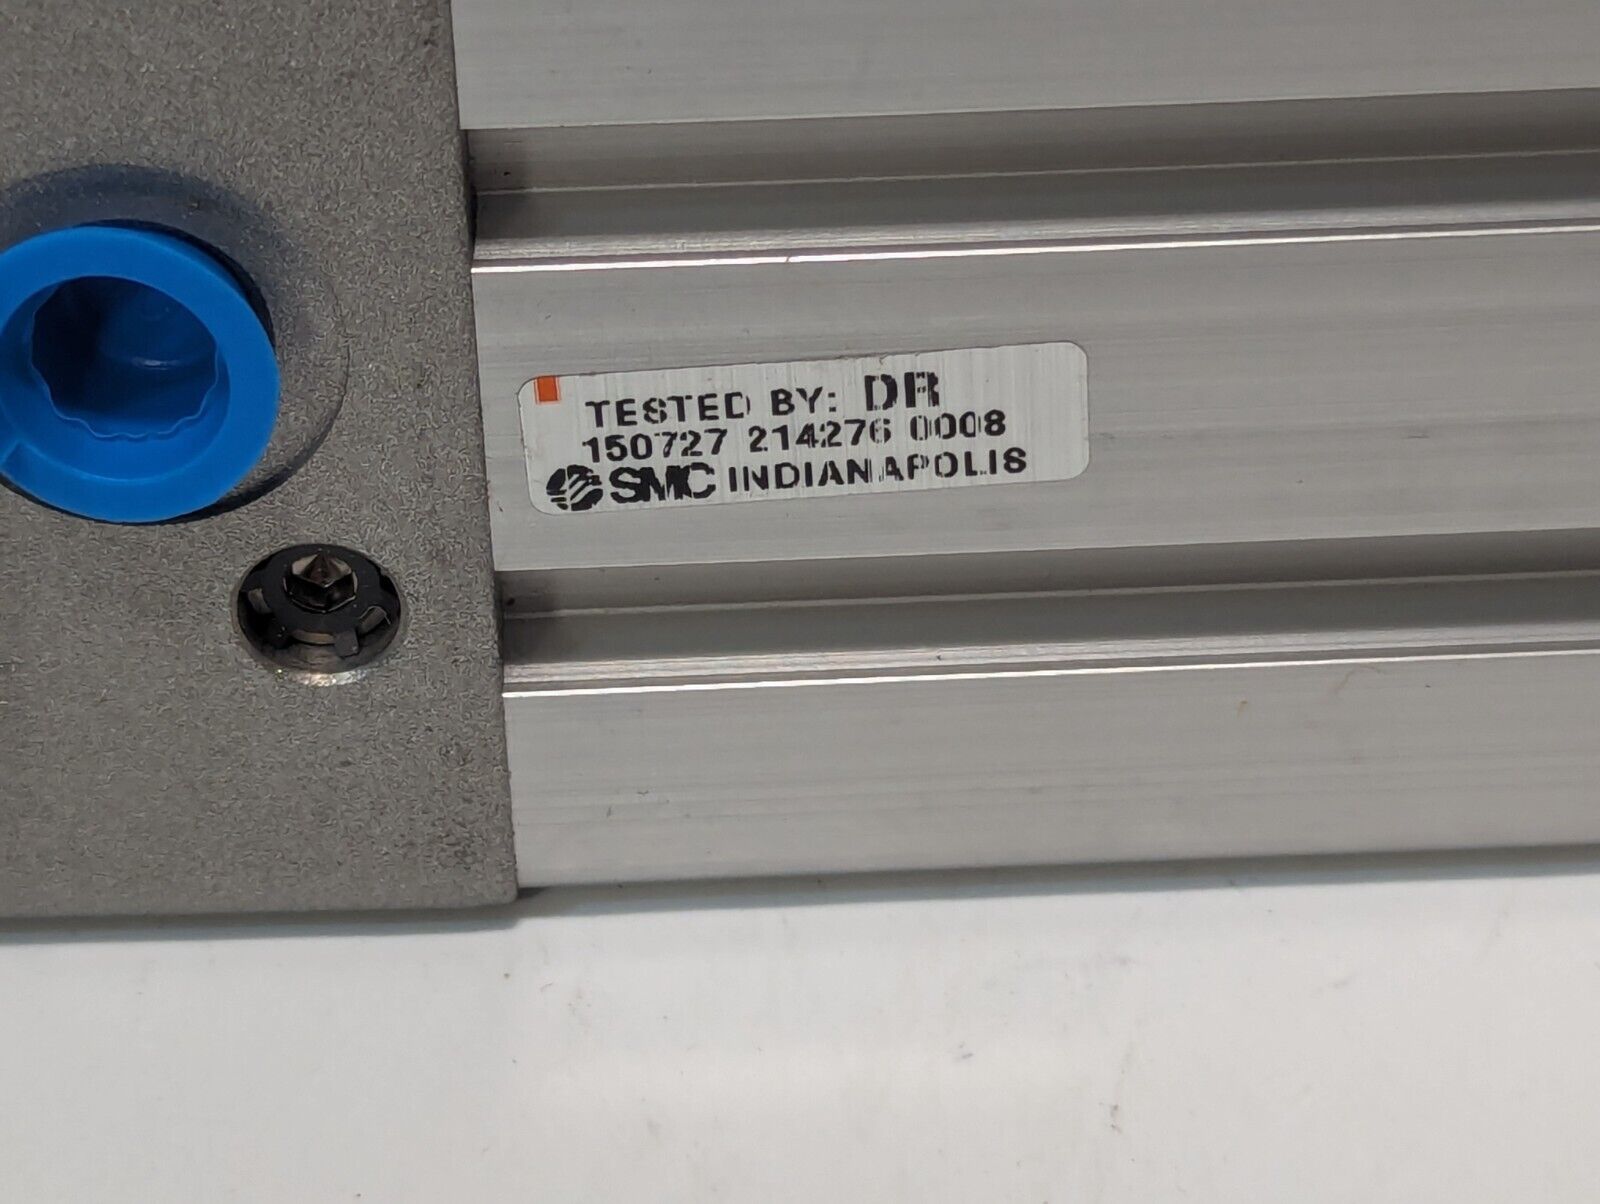 TESTED BY: DR
150727 214276 0008
SMC INDIANAPOLIS